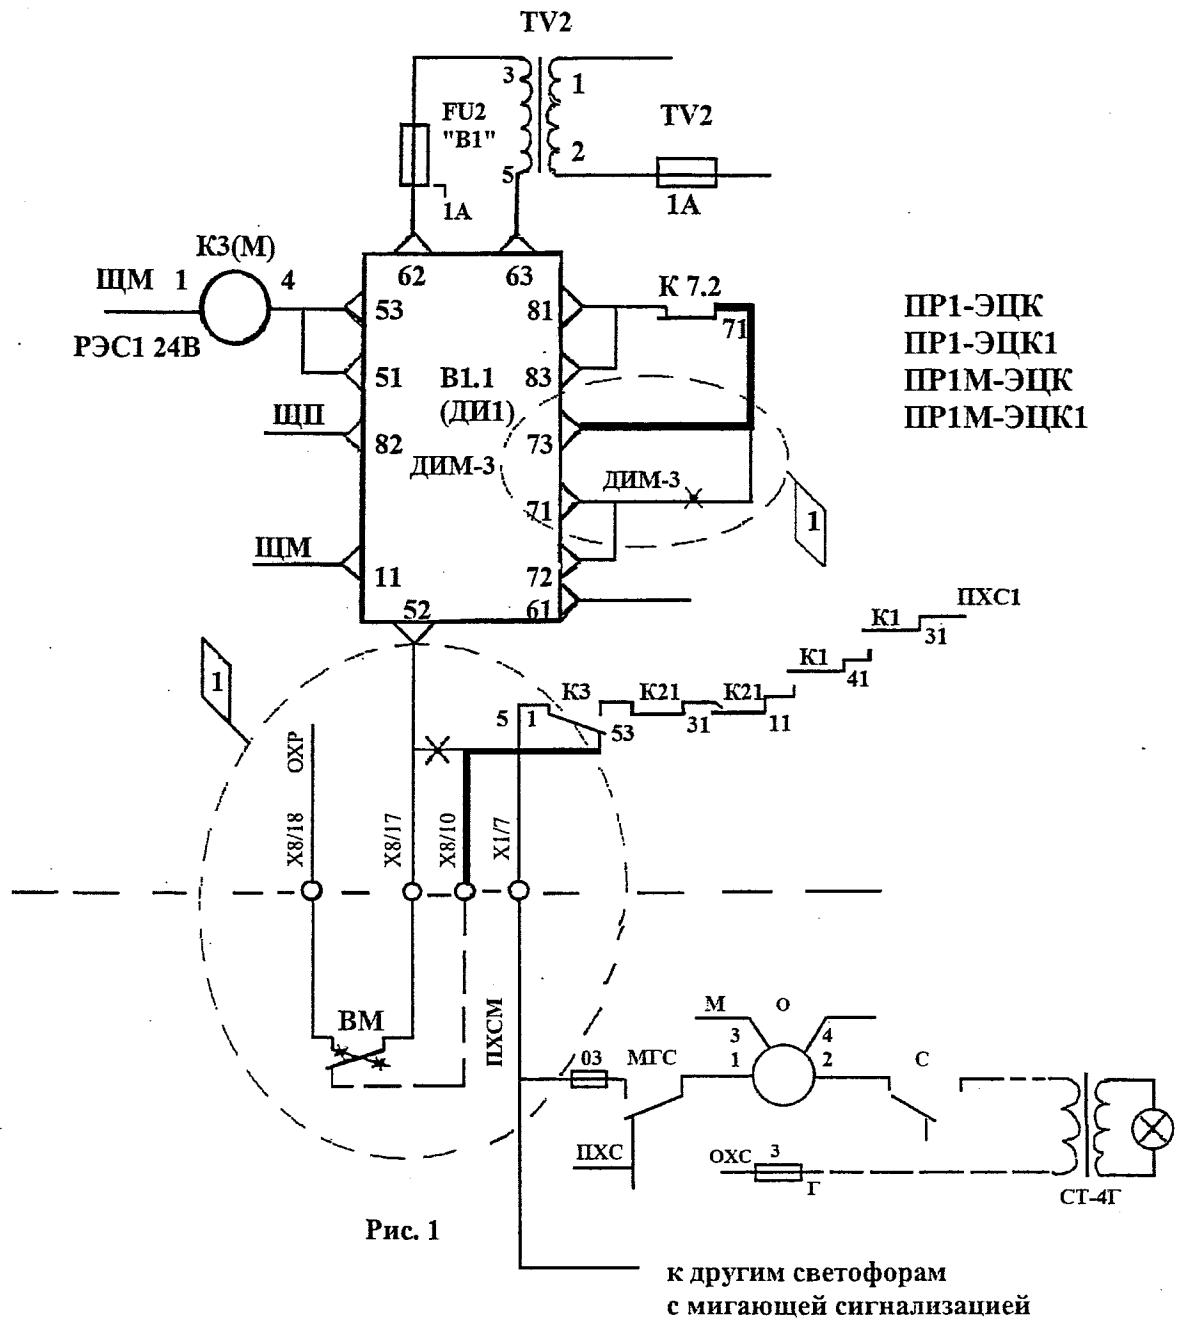 TV2
3
1
FU2
"В1"
TV2
2
5
1А
1А
К3(М)
62
63
ЩМ 1
4
К 7.2
53
81
71
РЭС1 24В
ПР1-ЭЦК
ПР1-ЭЦК1
ПР1М-ЭЦК
ПР1М-ЭЦК1
51
В1.1
83
(ДИ1)
ЩП
82
73
ДИМ-3
ДИМ-3
71
1
ЩМ
11
72
52
61
ПХС1
К1
31
К1
41
1
К3
К21
К21
5
1
53
31
11
ОХР
Х8/18
Х8/17
Х8/10
Х1/7
ВМ
ПХСМ
М
О
3
4
03
МГС
1
2
С
ПХС
ОХС
3
Г
СТ-4Г
Рис. 1
к другим светофорам
с мигающей сигнализацией